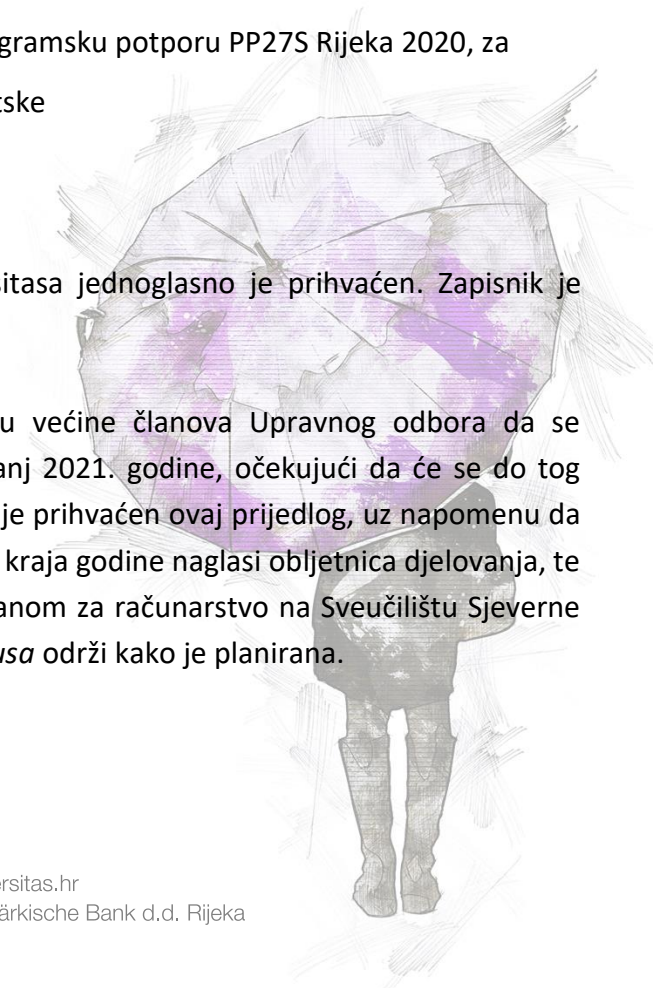 gramsku potporu PP27S Rijeka 2020, za
tske
sitasa jednoglasno je prihvaćen. Zapisnik je
u većine članova Upravnog odbora da se
anj 2021. godine, očekujući da će se do tog
je prihvaćen ovaj prijedlog, uz napomenu da
kraja godine naglasi obljetnica djelovanja, te
anom za računarstvo na Sveučilištu Sjeverne
usa održi kako je planirana.
rsitas.hr
ärkische Bank d.d. Rijeka